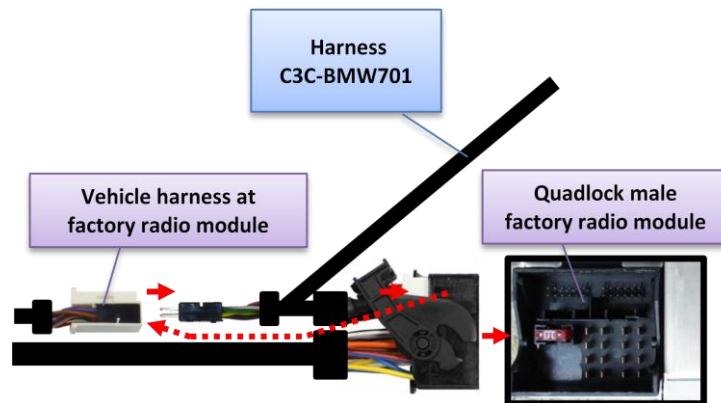 Harness
C3C-BMW701
Vehicle harness at
factory radio module
Quadlock male
factory radio module